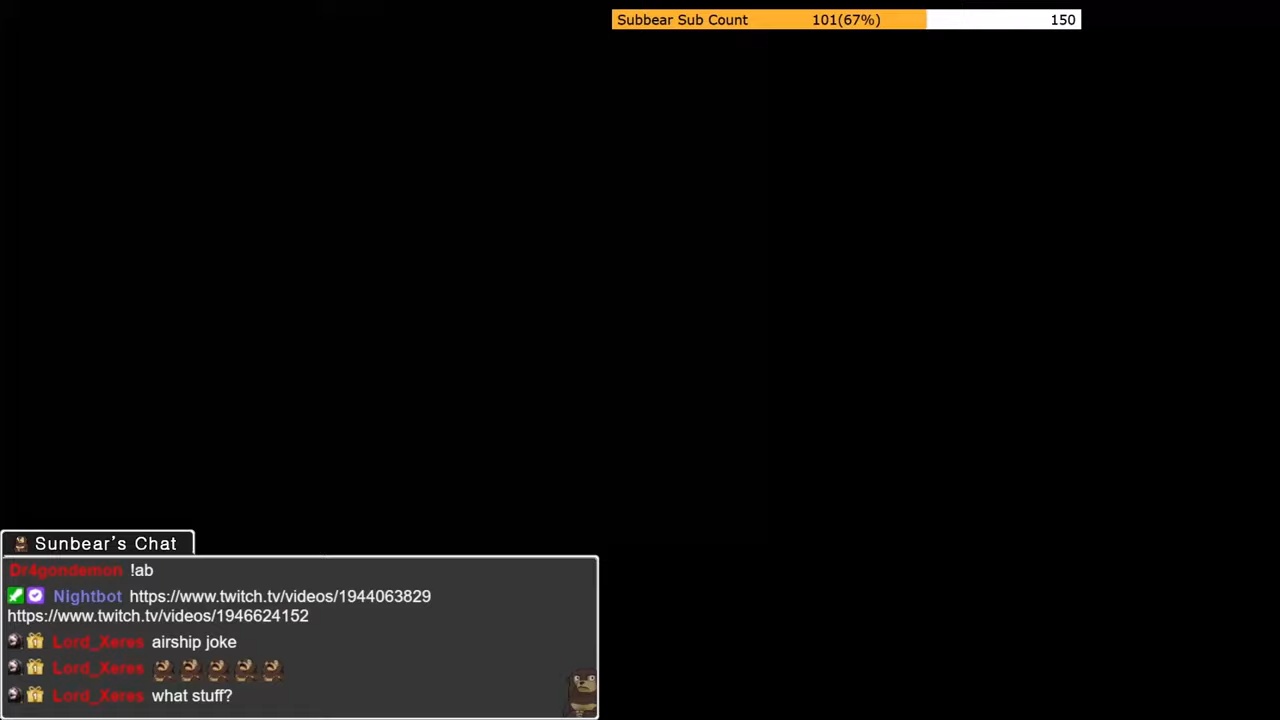 Subbear Sub Count 101(67%) 150
Sunbear's Chat
Dr4gondemon !ab
Nightbot https://www.twitch.tv/videos/1944063829
https://www.twitch.tv/videos/1946624152
Lord_Xeres airship joke
Lord_Xeres
Lord_Xeres what stuff?